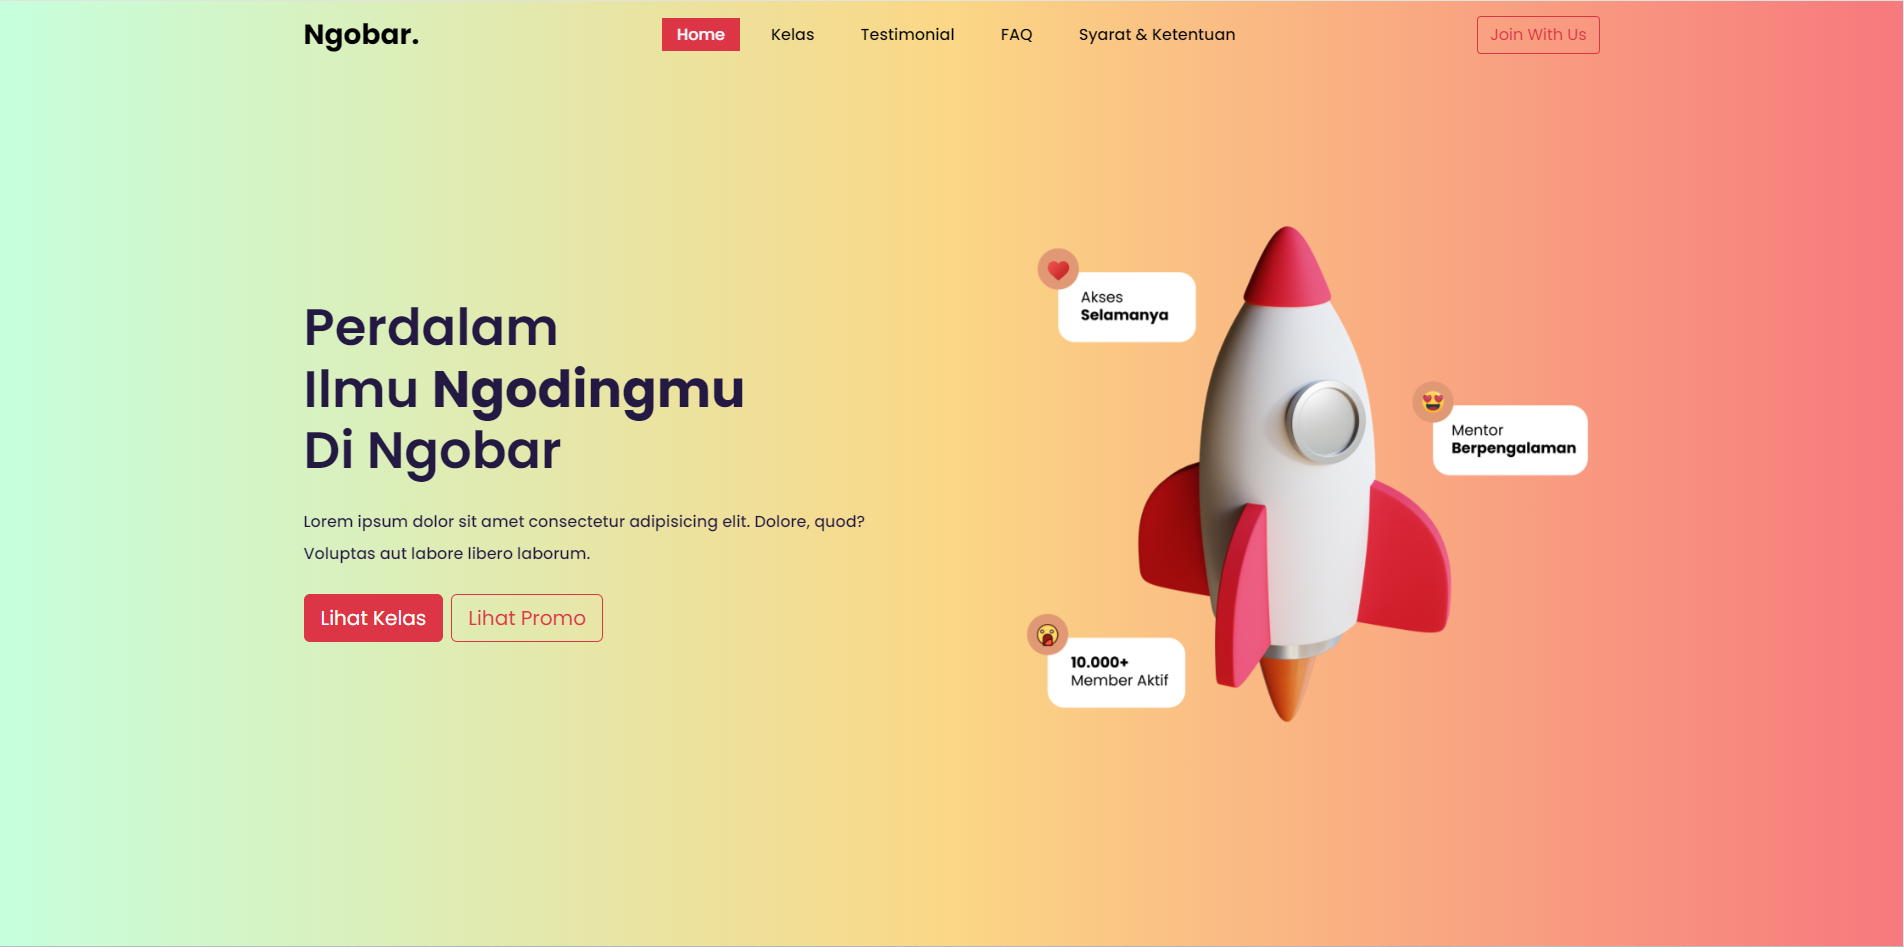 Ngobar.
Home
Kelas
Testimonial
FAQ
Syarat & Ketentuan
Join With Us
Perdalam
Ilmu Ngodingmu
Di Ngobar
Lorem ipsum dolor sit amet consectetur adipisicing elit. Dolore, quod?
Voluptas aut labore libero laborum.
Lihat Kelas
Lihat Promo
Akses
Selamanya
Mentor
Berpengalaman
10.000+
Member Aktif